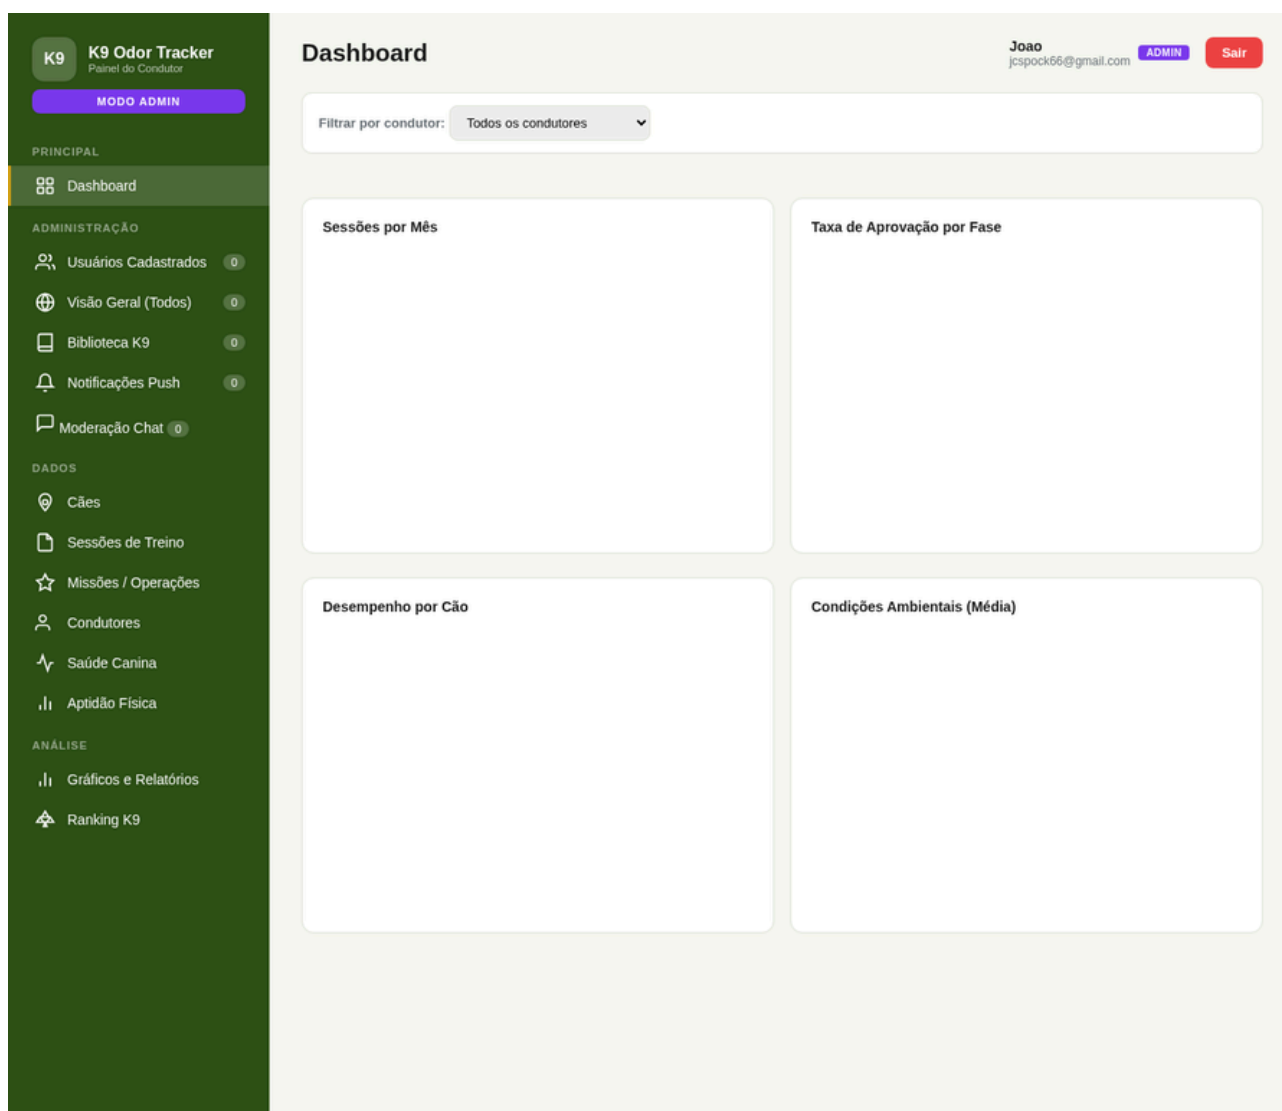 K9
K9 Odor Tracker
Painel do Condutor
MODO ADMIN
PRINCIPAL
Dashboard
ADMINISTRAÇÃO
Usuários Cadastrados 0
Visão Geral (Todos) 0
Biblioteca K9 0
Notificações Push 0
Moderação Chat 0
DADOS
Cães
Sessões de Treino
Missões / Operações
Condutores
Saúde Canina
Aptidão Física
ANÁLISE
Gráficos e Relatórios
Ranking K9
Dashboard
Joao
jcspock66@gmail.com
ADMIN
Sair
Filtrar por condutor: Todos os condutores
Sessões por Mês
Taxa de Aprovação por Fase
Desempenho por Cão
Condições Ambientais (Média)